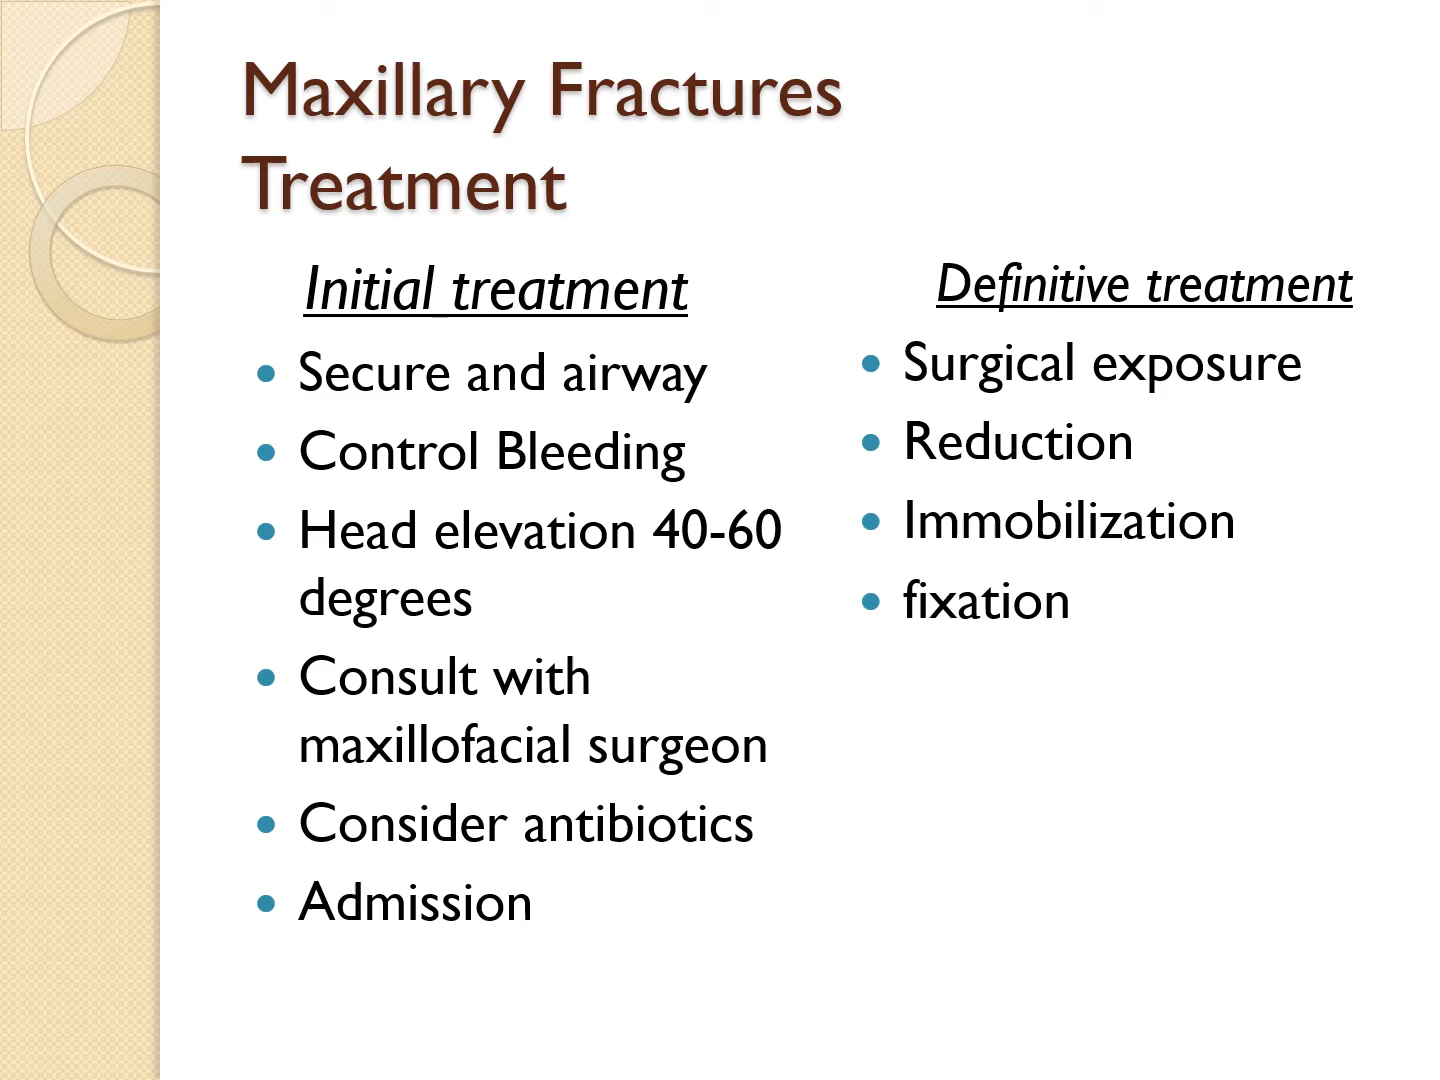 Maxillary Fractures
Treatment
Initial treatment
• Secure and airway
• Control Bleeding
• Head elevation 40-60
degrees
• Consult with
maxillofacial surgeon
• Consider antibiotics
• Admission
Definitive treatment
• Surgical exposure
• Reduction
• Immobilization
• fixation